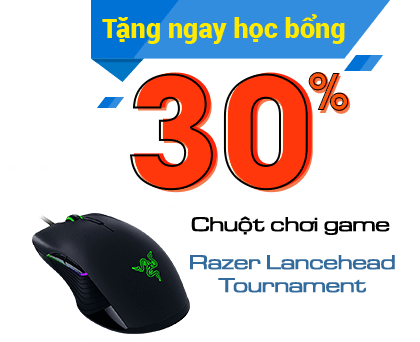 Tặng ngay học bổng
30%
Chuột chơi game
Razer Lancehead
Tournament